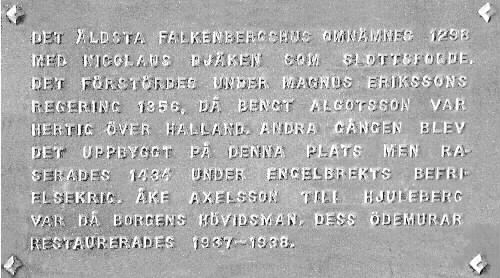 DET ÄLDSTA FALKENBERGSHUS OMNÄMNES 1298
MED NICOLAUS DJÄKEN SOM SLOTTSFOGDE.
DET FÖRSTÖRDES UNDER MAGNUS ERIKSSONS
REGERING 1356, DÅ BENGT ALGOTSSON VAR
HERTIG ÖVER HALLAND. ANDRA GÅNGEN BLEV
DET UPPBYGGT PÅ DENNA PLATS MEN RA-
SERADES 1434 UNDER ENGELBREKTS BEFRI-
ELSEKRIG. ÅKE AXELSSON TILL HJULEBERG
VAR DÅ BORGENS HÖVIDSMAN. DESS ÖDEMURAR
RESTAURERADES 1937–1938.